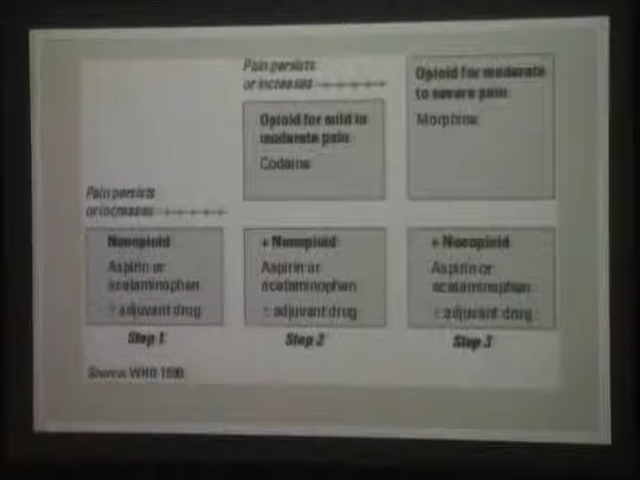 Pain persists
or increases
Opioid for moderate
to severe pain
Morphine
Opioid for mild to
moderate pain
Codeine
Pain persists
or increases
Nonopioid
Aspirin or
acetaminophen
± adjuvant drug
Step 1
+ Nonopioid
Aspirin or
acetaminophen
± adjuvant drug
Step 2
+ Nonopioid
Aspirin or
acetaminophen
± adjuvant drug
Step 3
Source: WHO